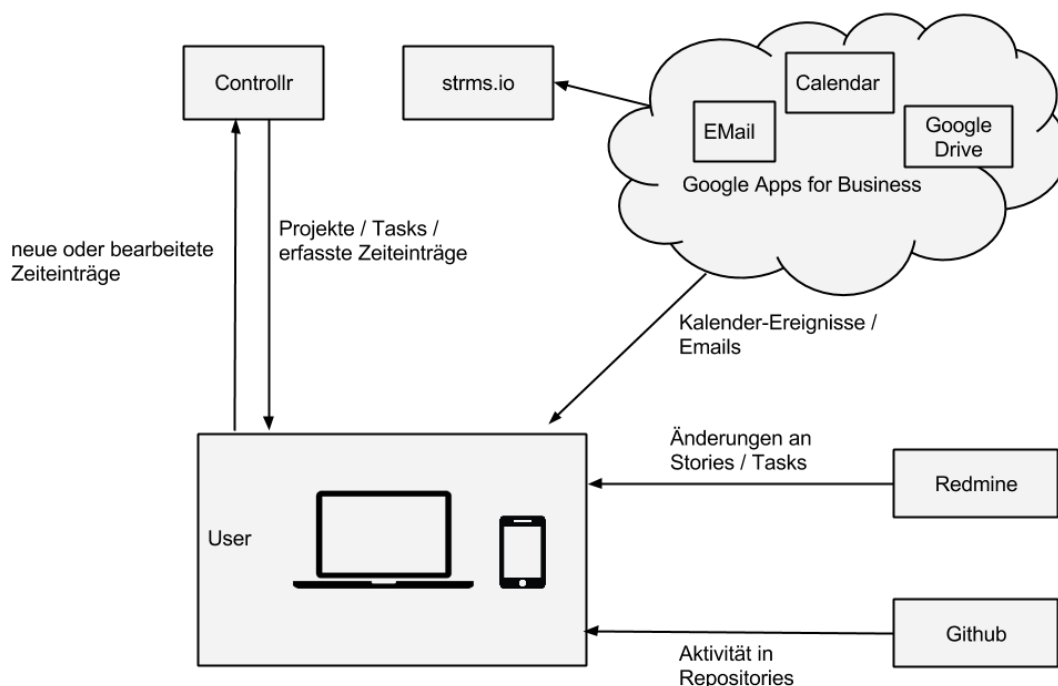 Controllr
strms.io
Calendar
EMail
Google
Drive
Google Apps for Business
neue oder bearbeitete
Zeiteinträge
Projekte / Tasks /
erfasste Zeiteinträge
Kalender-Ereignisse /
Emails
Änderungen an
Stories / Tasks
Redmine
User
Github
Aktivität in
Repositories